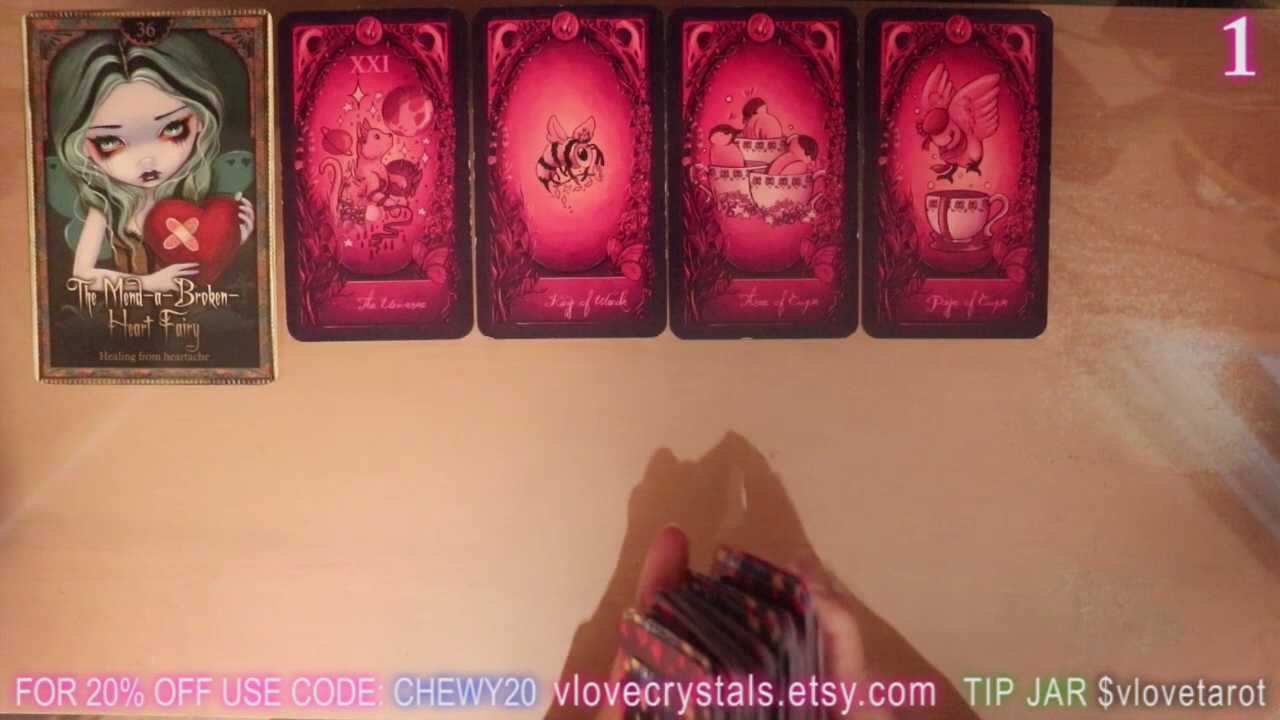 36
The Mend-a-Broken-
Heart Fairy
Healing from heartache
XXI
The Universe
King of Wands
Three of Cups
Page of Cups
1
FOR 20% OFF USE CODE: CHEWY20 vlovecrystals.etsy.com TIP JAR $vlovetarot